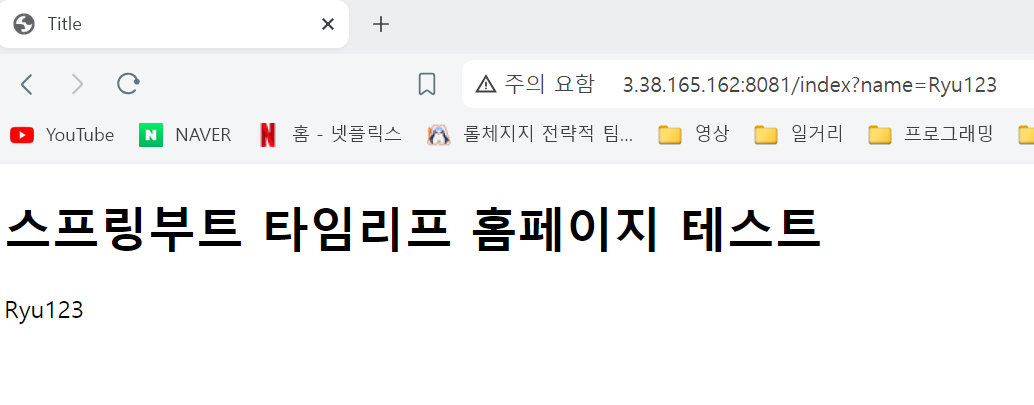 Title
주의 요함 3.38.165.162:8081/index?name=Ryu123
YouTube NAVER 홈 - 넷플릭스 롤체지지 전략적 팀... 영상 일거리 프로그래밍
스프링부트 타임리프 홈페이지 테스트
Ryu123